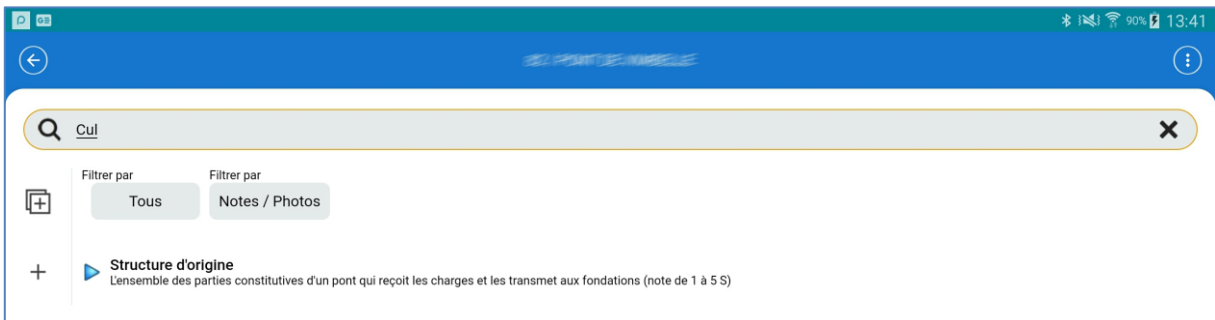 90% 13:41
Cul
Filtrer par Filtrer par
Tous Notes / Photos
Structure d'origine
L'ensemble des parties constitutives d'un pont qui reçoit les charges et les transmet aux fondations (note de 1 à 5 S)